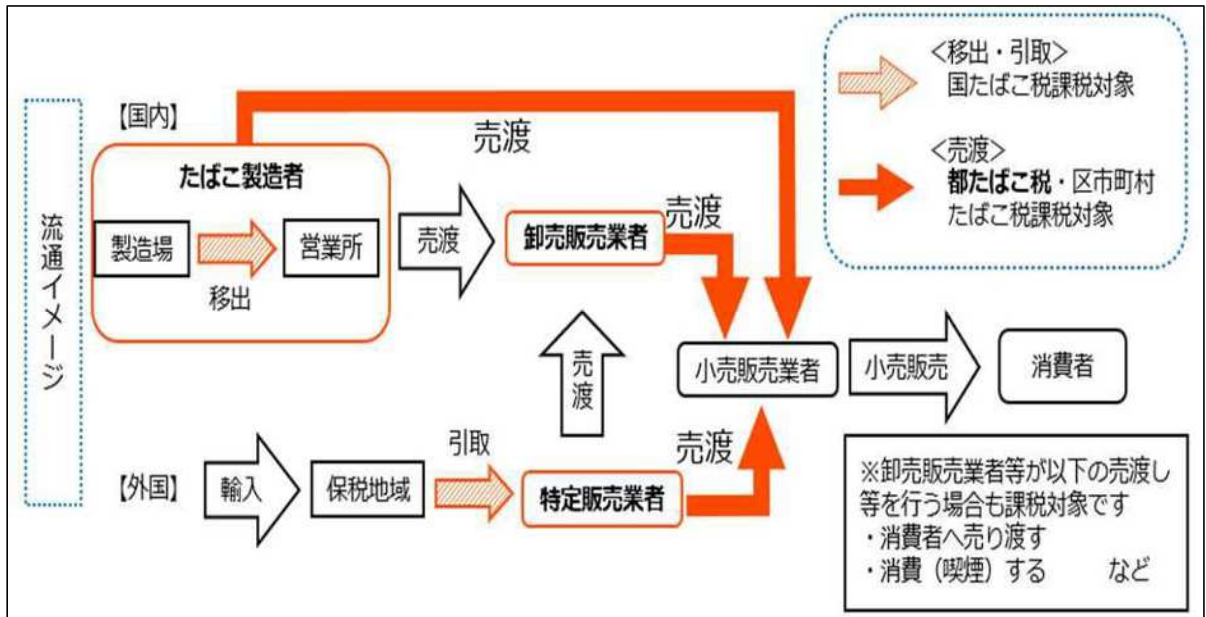 流通イメージ
【国内】
たばこ製造者
製造場
移出
営業所
売渡
売渡
卸売販売業者
売渡
売渡
小売販売業者
小売販売
消費者
【外国】
輸入
保税地域
引取
特定販売業者
売渡
<移出・引取>
国たばこ税課税対象
<売渡>
都たばこ税・区市町村
たばこ税課税対象
※卸売販売業者等が以下の売渡し
等を行う場合も課税対象です
・消費者へ売り渡す
・消費（喫煙）する　　など